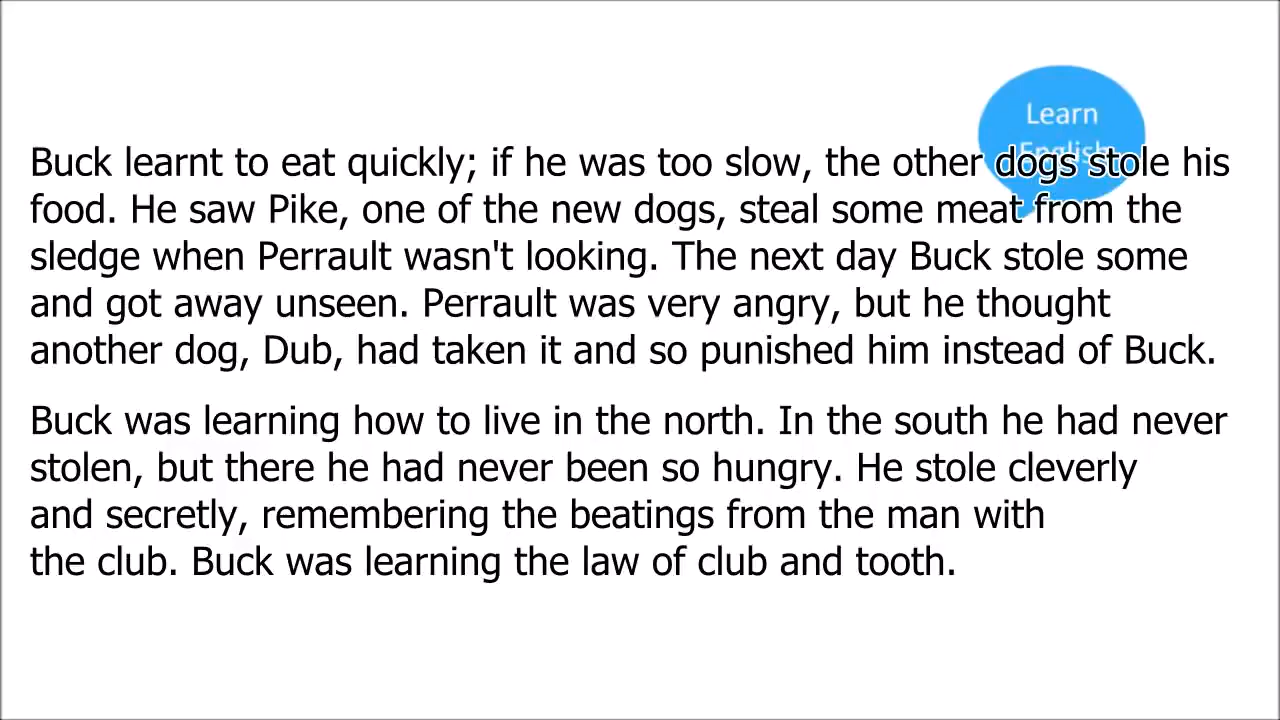 Learn
English
Buck learnt to eat quickly; if he was too slow, the other dogs stole his
food. He saw Pike, one of the new dogs, steal some meat from the
sledge when Perrault wasn't looking. The next day Buck stole some
and got away unseen. Perrault was very angry, but he thought
another dog, Dub, had taken it and so punished him instead of Buck.
Buck was learning how to live in the north. In the south he had never
stolen, but there he had never been so hungry. He stole cleverly
and secretly, remembering the beatings from the man with
the club. Buck was learning the law of club and tooth.